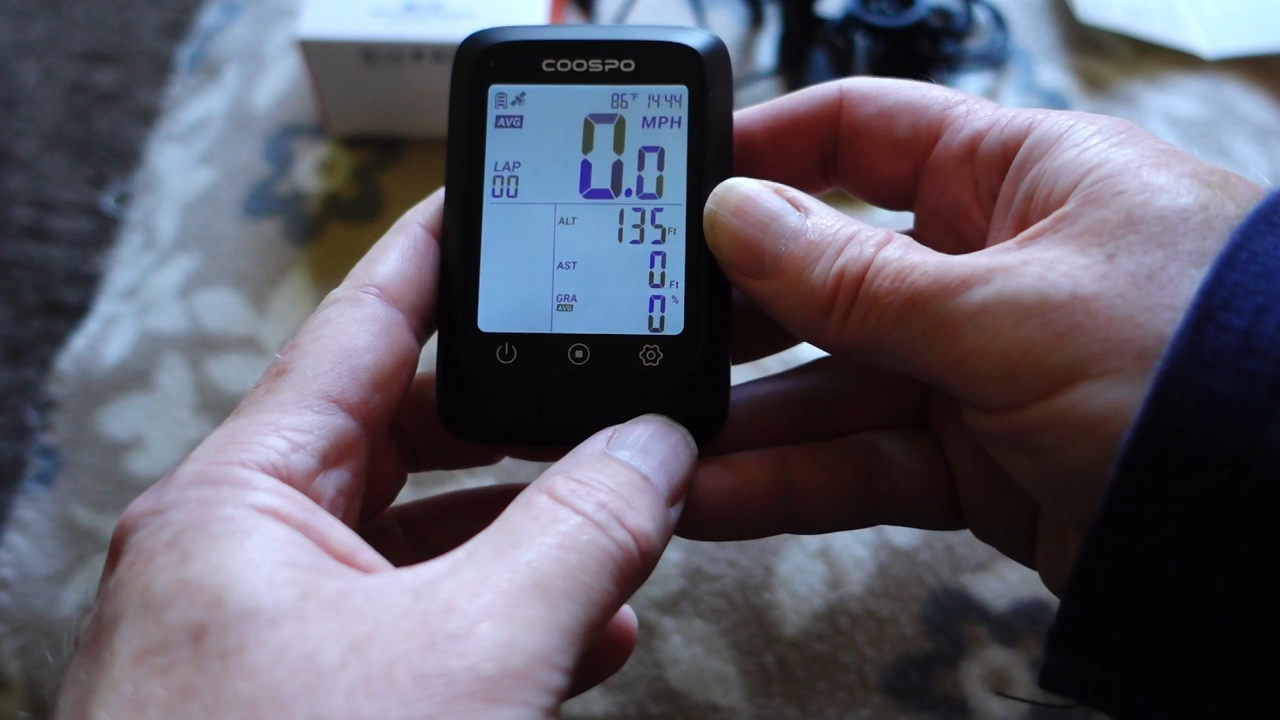 COOSPO
86°F 14:44
AVG MPH
0.0
LAP
00
ALT 135 Ft
AST 0 Ft
GRA 0 %
AVG